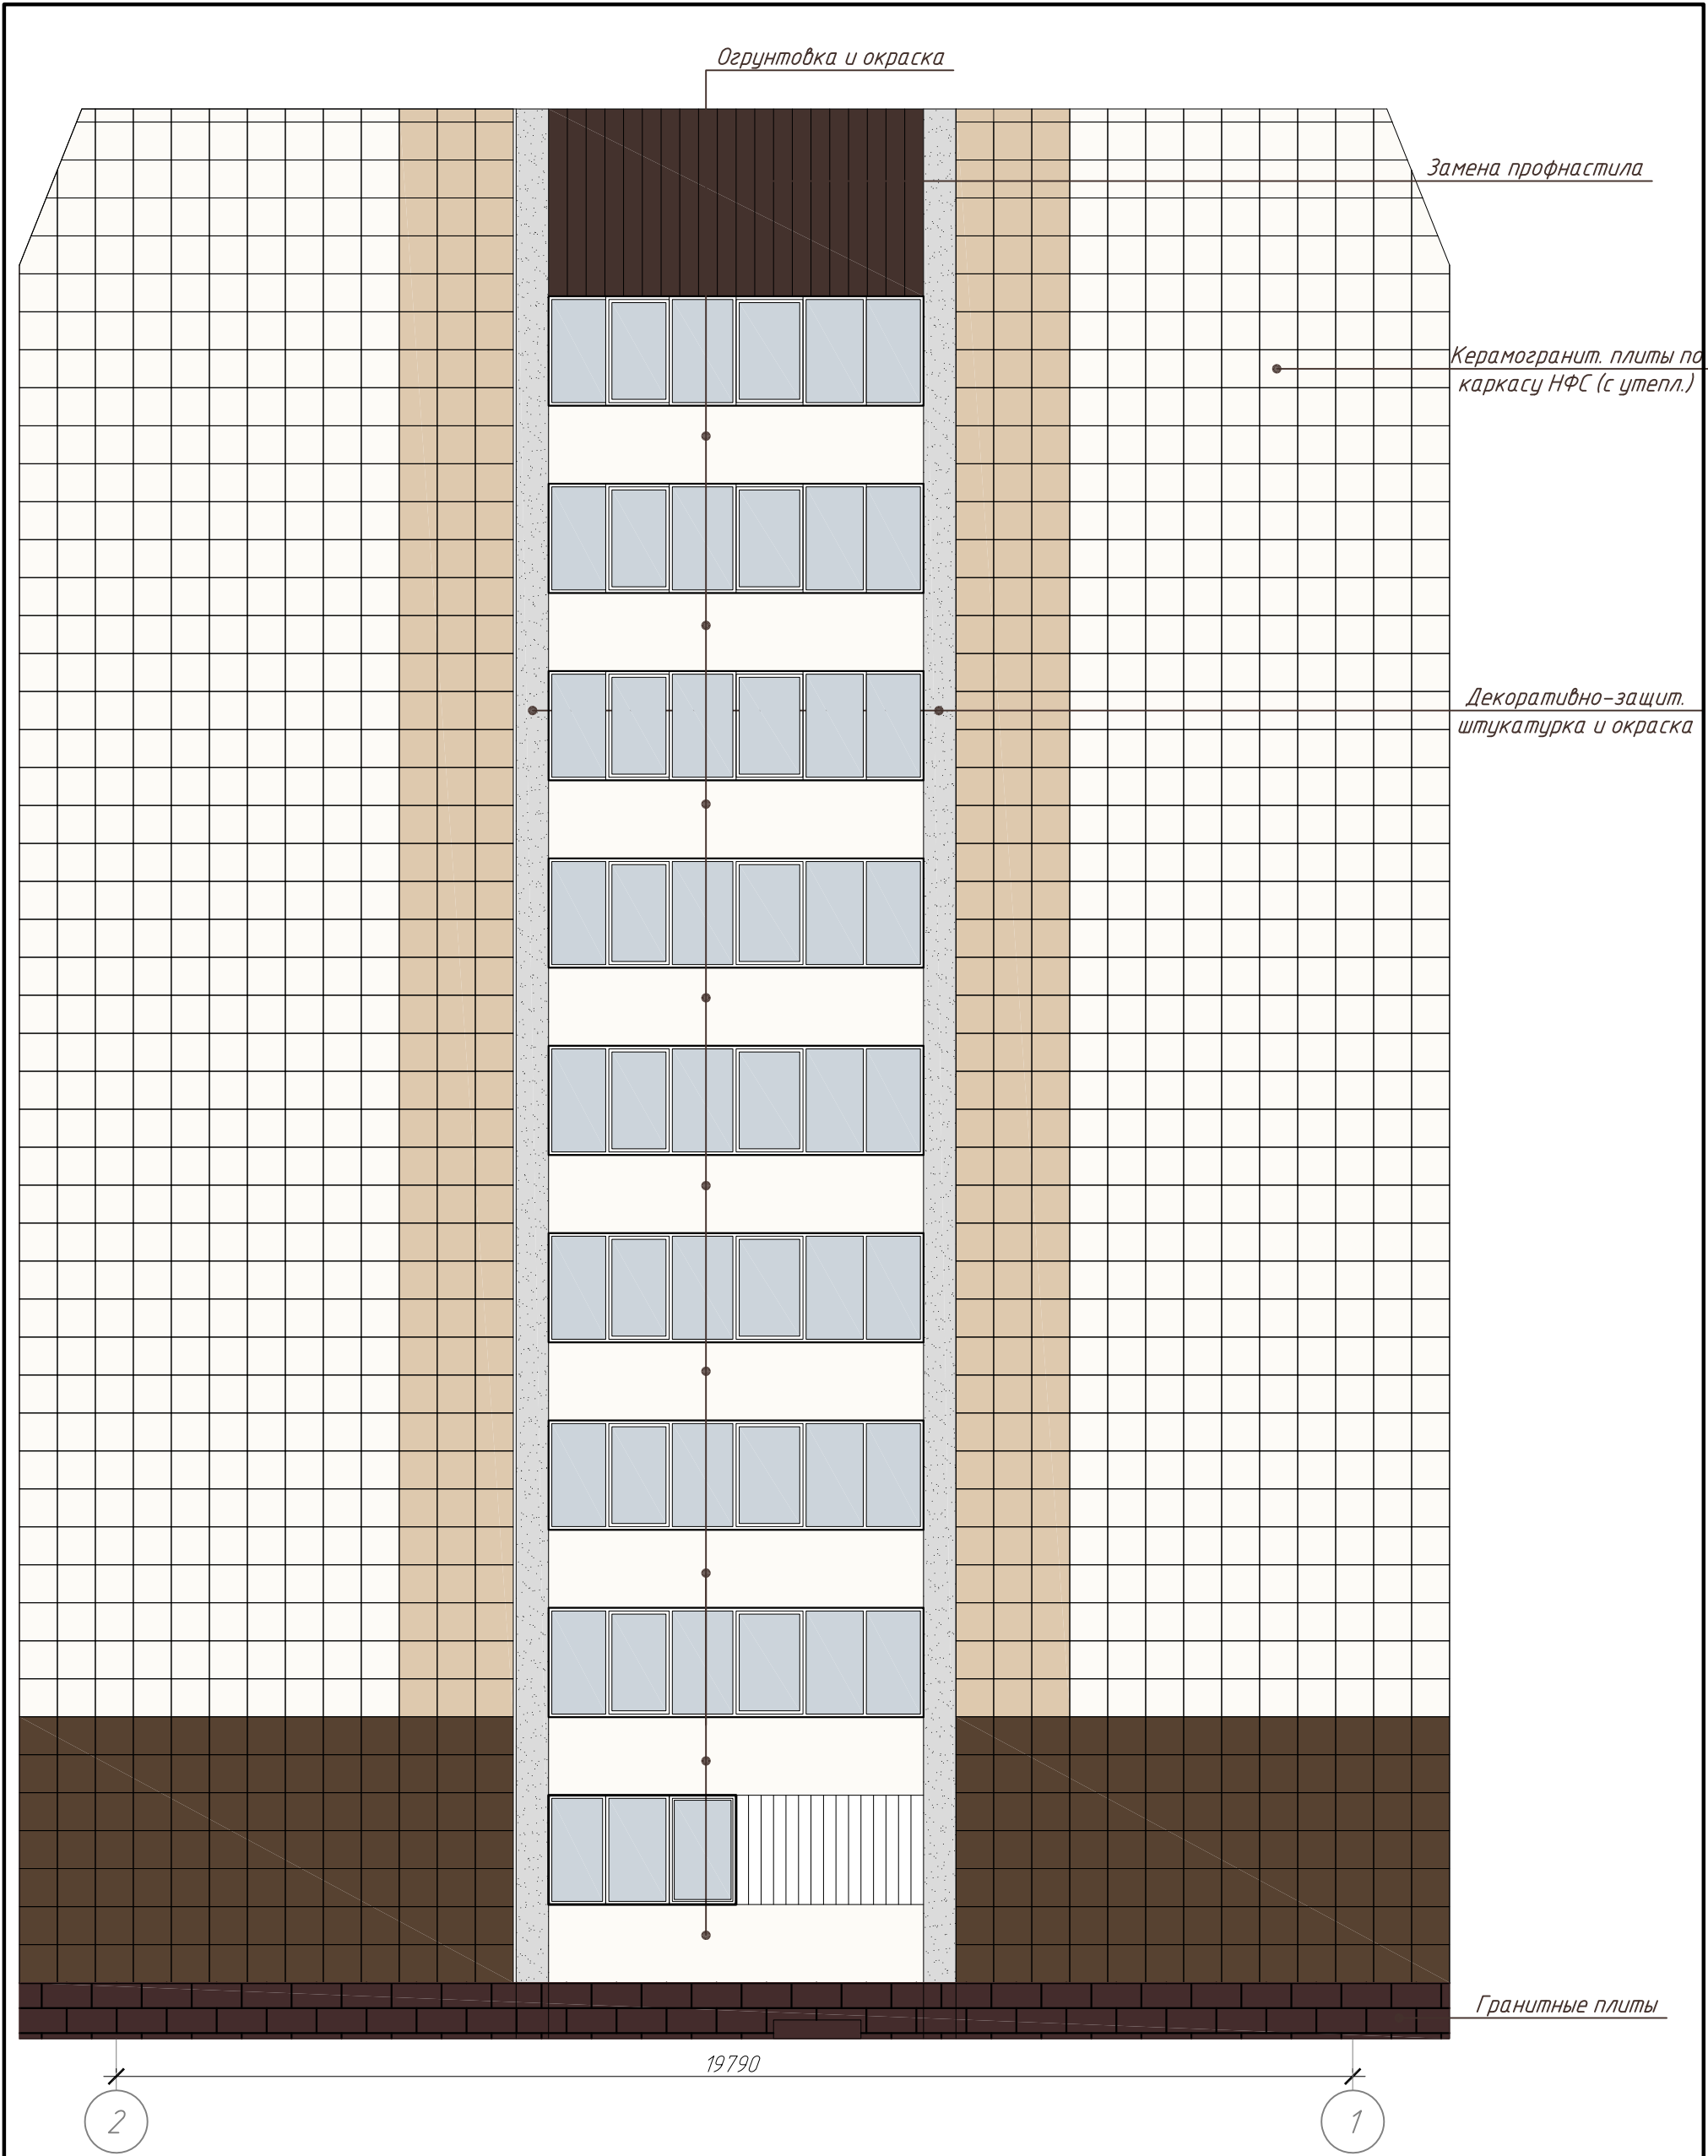 Огрунтовка и окраска
Замена профнастила
Керамогранит. плиты по
каркасу НФС (с утепл.)
Декоративно-защит.
штукатурка и окраска
Гранитные плиты
19790
2
1